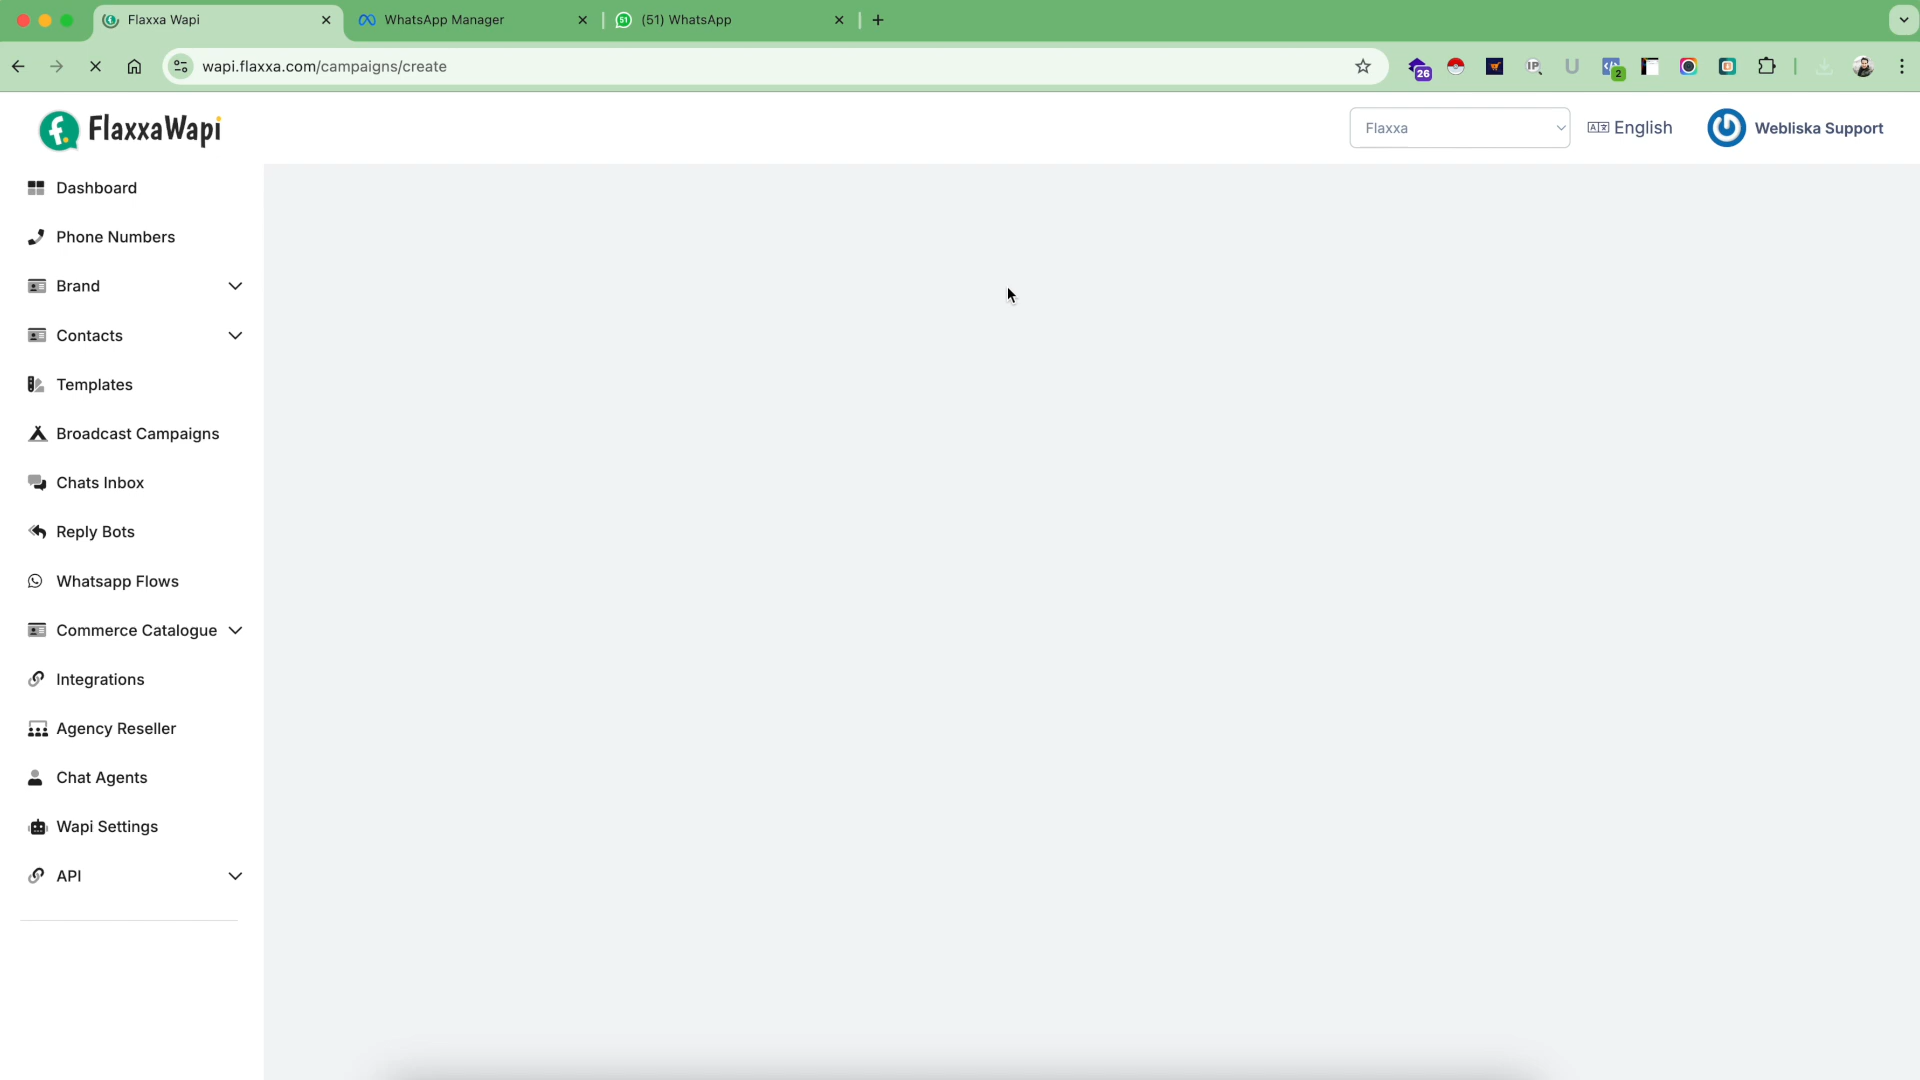 Flaxxa Wapi
WhatsApp Manager
(51) WhatsApp
wapi.flaxxa.com/campaigns/create
26
IP
U
2
FlaxxaWapi
Flaxxa
English
Webliska Support
Dashboard
Phone Numbers
Brand
Contacts
Templates
Broadcast Campaigns
Chats Inbox
Reply Bots
Whatsapp Flows
Commerce Catalogue
Integrations
Agency Reseller
Chat Agents
Wapi Settings
API